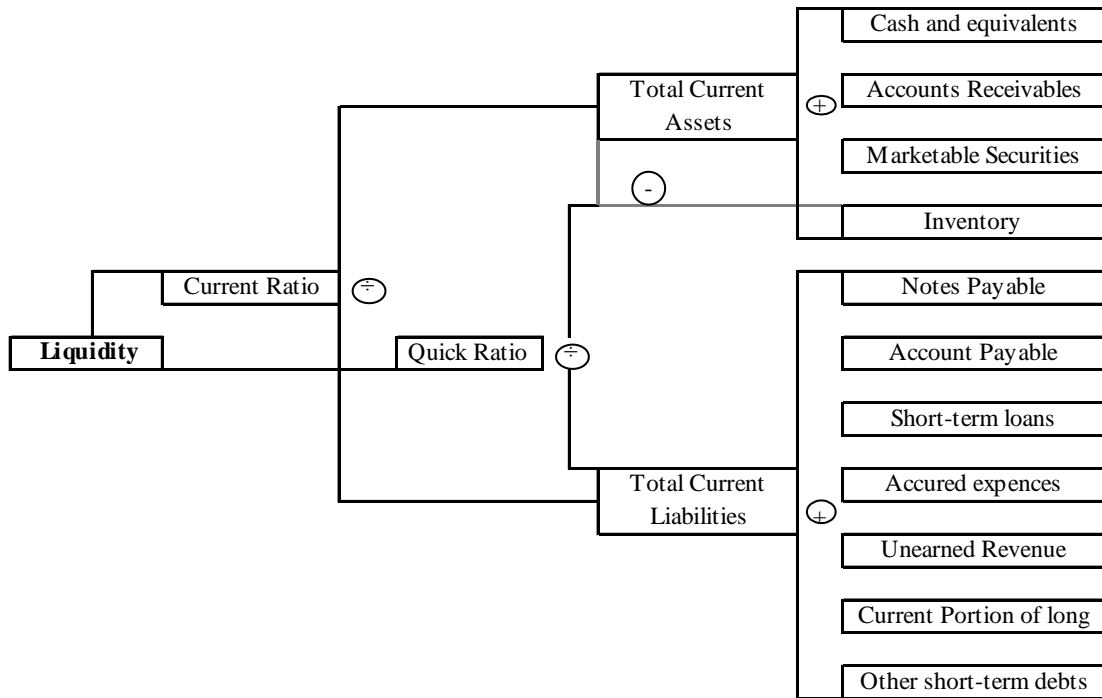 Cash and equivalents
Total Current
Assets
+
Accounts Receivables
Marketable Securities
-
Inventory
Current Ratio
÷
Notes Payable
Liquidity
Quick Ratio
÷
Account Payable
Short-term loans
Total Current
Liabilities
+
Accured expences
Unearned Revenue
Current Portion of long
Other short-term debts